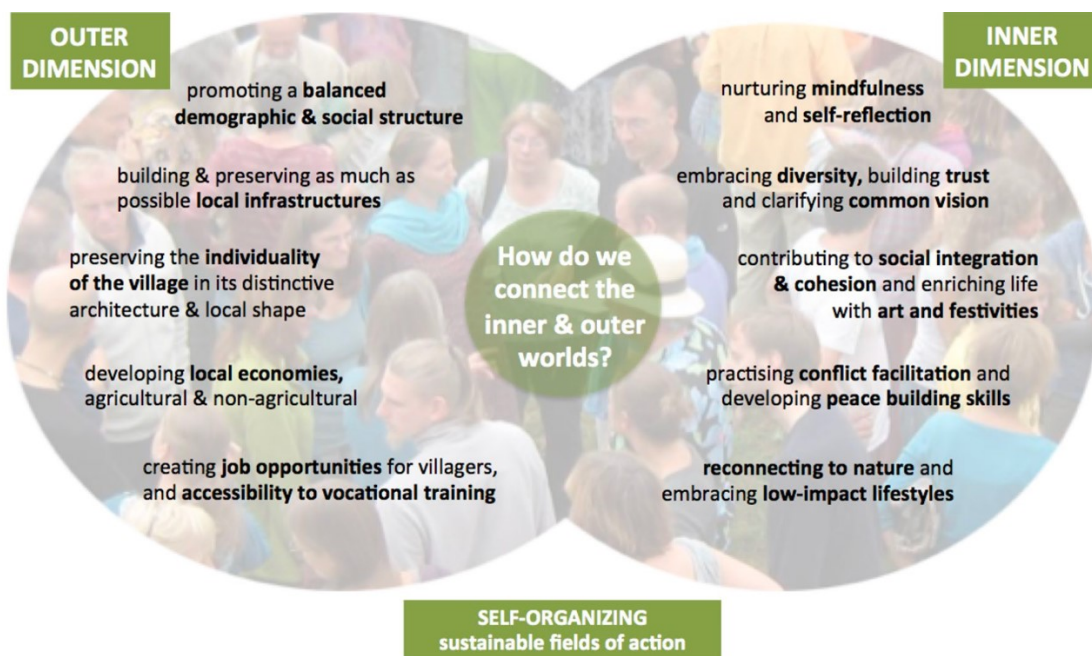 OUTER
DIMENSION
promoting a balanced
demographic & social structure
building & preserving as much as
possible local infrastructures
preserving the individuality
of the village in its distinctive
architecture & local shape
developing local economies,
agricultural & non-agricultural
creating job opportunities for villagers,
and accessibility to vocational training
How do we
connect the
inner & outer
worlds?
INNER
DIMENSION
nurturing mindfulness
and self-reflection
embracing diversity, building trust
and clarifying common vision
contributing to social integration
& cohesion and enriching life
with art and festivities
practising conflict facilitation and
developing peace building skills
reconnecting to nature and
embracing low-impact lifestyles
SELF-ORGANIZING
sustainable fields of action